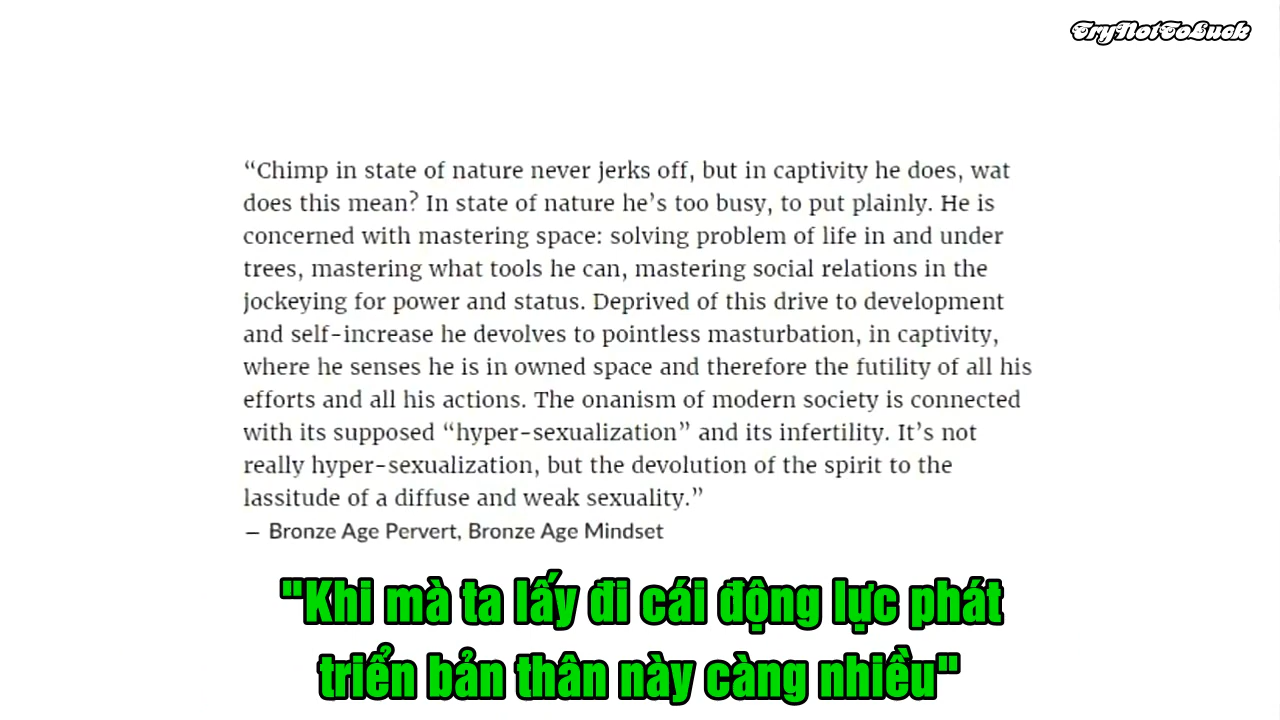 TryNotToLuck
“Chimp in state of nature never jerks off, but in captivity he does, wat
does this mean? In state of nature he’s too busy, to put plainly. He is
concerned with mastering space: solving problem of life in and under
trees, mastering what tools he can, mastering social relations in the
jockeying for power and status. Deprived of this drive to development
and self-increase he devolves to pointless masturbation, in captivity,
where he senses he is in owned space and therefore the futility of all his
efforts and all his actions. The onanism of modern society is connected
with its supposed “hyper-sexualization” and its infertility. It’s not
really hyper-sexualization, but the devolution of the spirit to the
lassitude of a diffuse and weak sexuality.”
― Bronze Age Pervert, Bronze Age Mindset
"Khi mà ta lấy đi cái động lực phát
triển bản thân này càng nhiều"